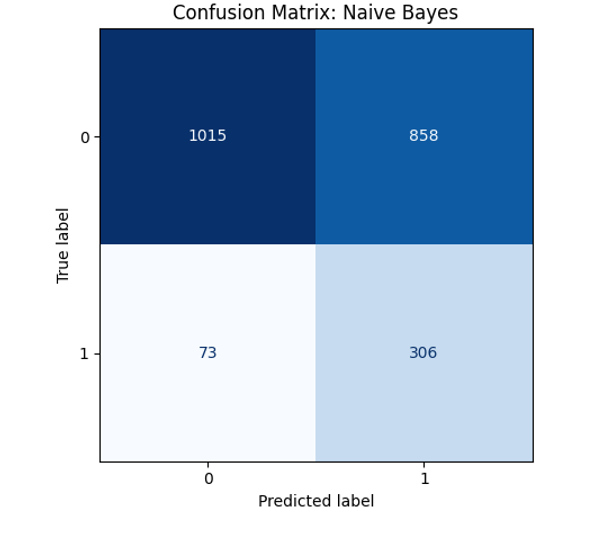 Confusion Matrix: Naive Bayes
0
1015
858
True label
1
73
306
0
1
Predicted label